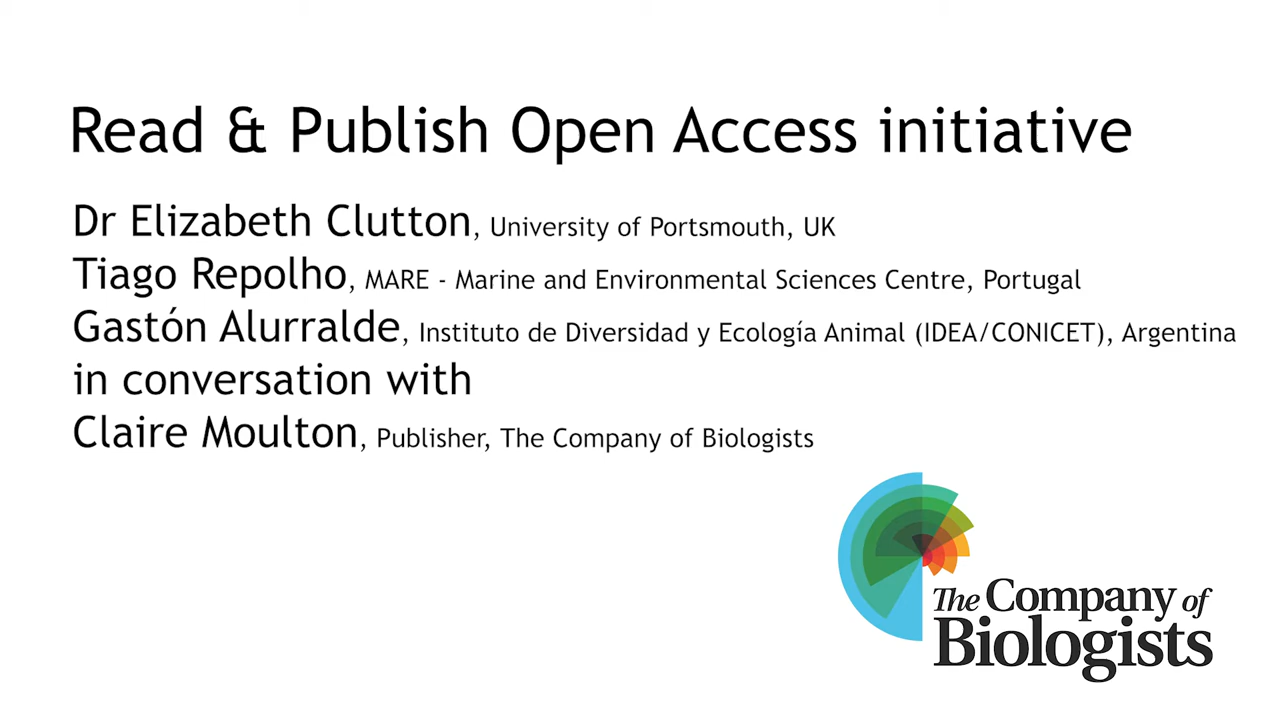 Read & Publish Open Access initiative
Dr Elizabeth Clutton, University of Portsmouth, UK
Tiago Repolho, MARE - Marine and Environmental Sciences Centre, Portugal
Gastón Alurralde, Instituto de Diversidad y Ecología Animal (IDEA/CONICET), Argentina
in conversation with
Claire Moulton, Publisher, The Company of Biologists
The Company of
Biologists